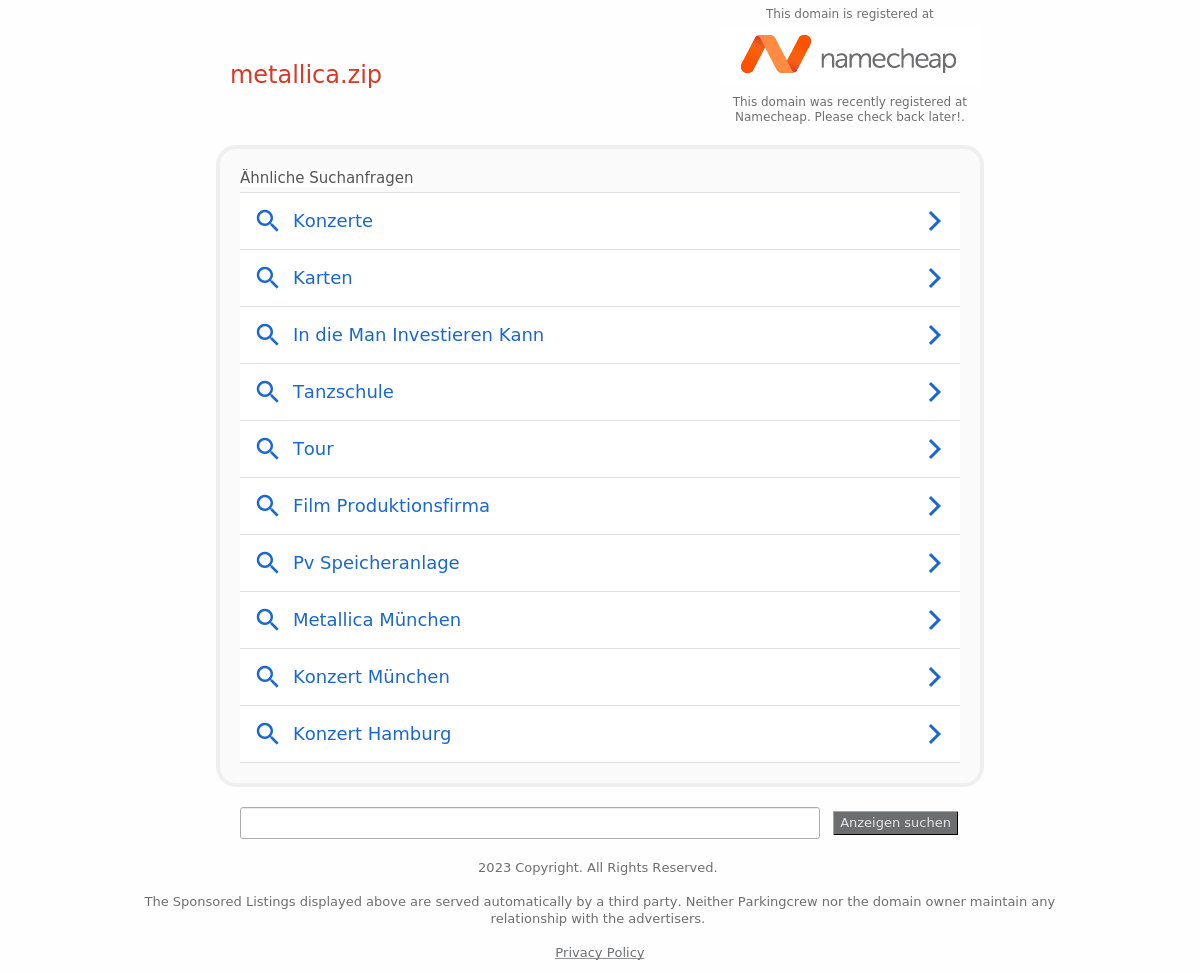 This domain is registered at
namecheap
metallica.zip
This domain was recently registered at
Namecheap. Please check back later!.
Ähnliche Suchanfragen
Konzerte
Karten
In die Man Investieren Kann
Tanzschule
Tour
Film Produktionsfirma
Pv Speicheranlage
Metallica München
Konzert München
Konzert Hamburg
Anzeigen suchen
2023 Copyright. All Rights Reserved.
The Sponsored Listings displayed above are served automatically by a third party. Neither Parkingcrew nor the domain owner maintain any
relationship with the advertisers.
Privacy Policy